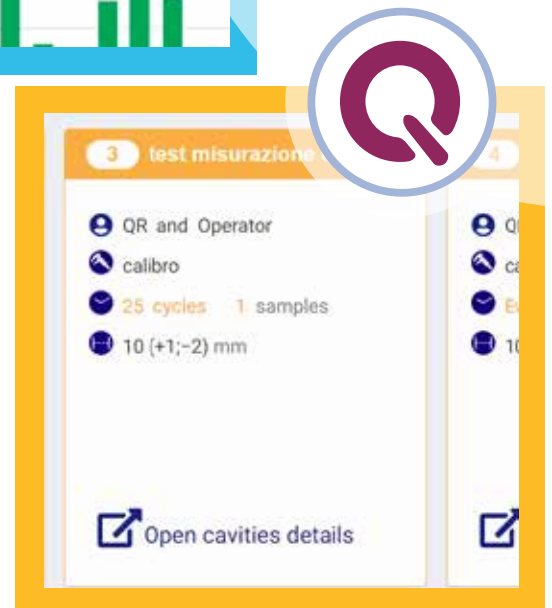 3 test misurazione
4
QR and Operator
calibro
25 cycles 1 samples
10 (+1;−2) mm
10
Open cavities details